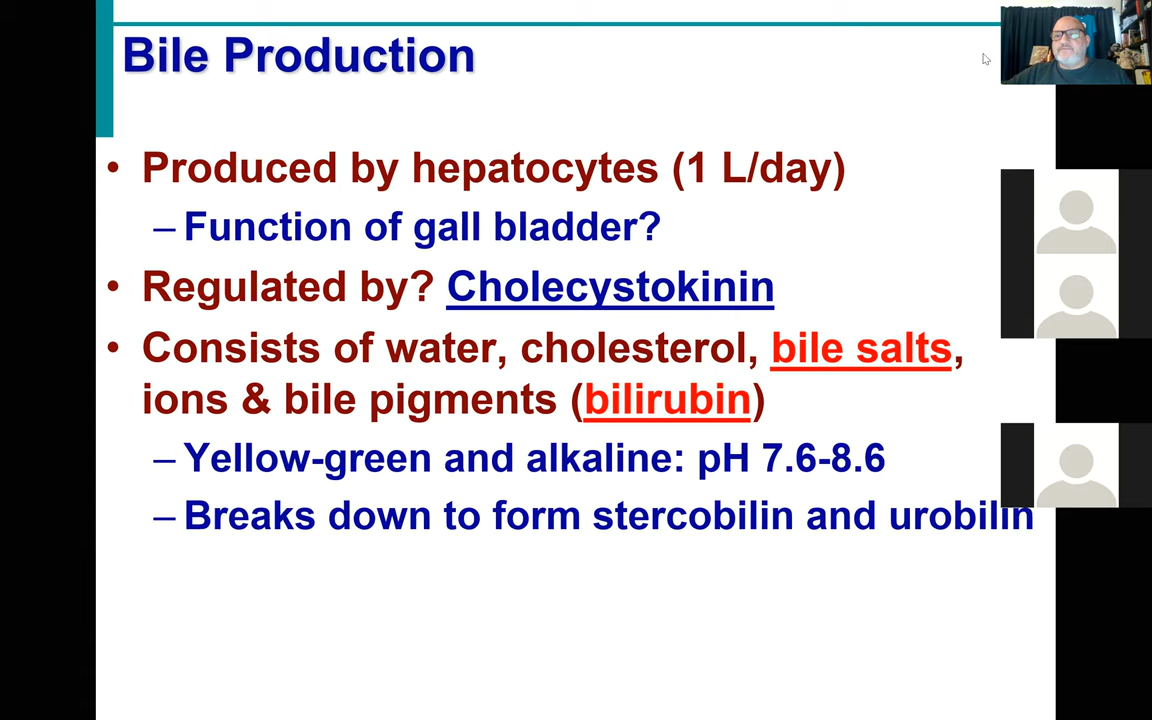 Bile Production
• Produced by hepatocytes (1 L/day)
– Function of gall bladder?
• Regulated by? Cholecystokinin
• Consists of water, cholesterol, bile salts,
ions & bile pigments (bilirubin)
– Yellow-green and alkaline: pH 7.6-8.6
– Breaks down to form stercobilin and urobilin